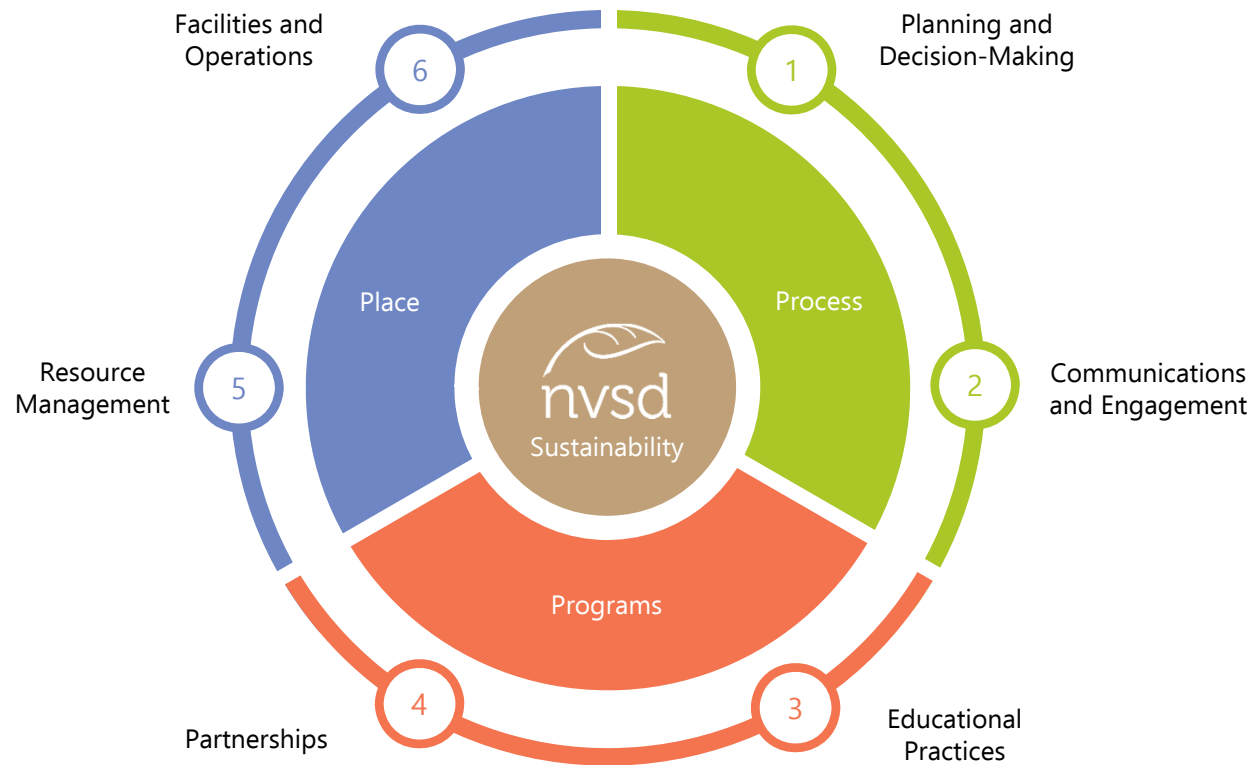 Facilities and
Operations
6
1
Planning and
Decision-Making
Place
Process
nvsd
Sustainability
Resource
Management
5
2
Communications
and Engagement
Programs
4
Partnerships
3
Educational
Practices